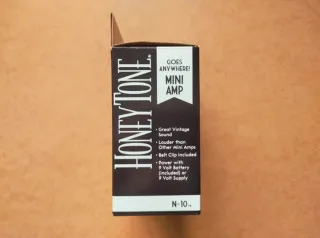 HONEYTONE®
GOES
ANYWHERE!
MINI
AMP
• Great Vintage
Sound
• Louder than
Other Mini Amps
• Belt Clip Included
• Power with
9 Volt Battery
(included) or
9 Volt Supply
N-10™